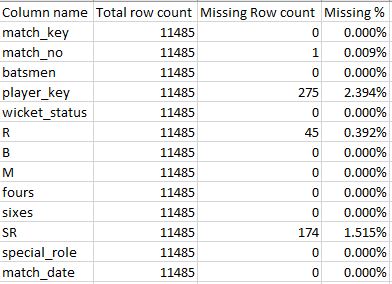 Column name Total row count Missing Row count Missing %
match_key 11485 0 0.000%
match_no 11485 1 0.009%
batsmen 11485 0 0.000%
player_key 11485 275 2.394%
wicket_status 11485 0 0.000%
R 11485 45 0.392%
B 11485 0 0.000%
M 11485 0 0.000%
fours 11485 0 0.000%
sixes 11485 0 0.000%
SR 11485 174 1.515%
special_role 11485 0 0.000%
match_date 11485 0 0.000%